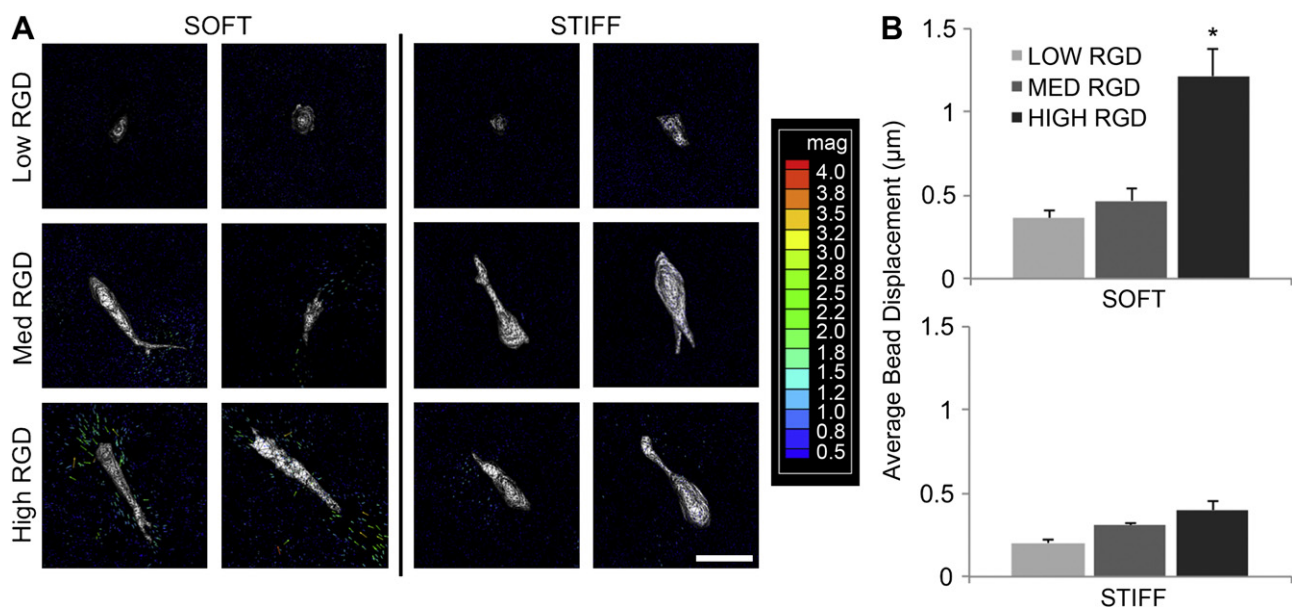 A
SOFT
STIFF
Low RGD
Med RGD
High RGD
mag
4.0
3.8
3.5
3.2
3.0
2.8
2.5
2.2
2.0
1.8
1.5
1.2
1.0
0.8
0.5
B
Average Bead Displacement (μm)
1.5
1
0.5
0
LOW RGD
MED RGD
HIGH RGD
*
SOFT
1.5
1
0.5
0
STIFF